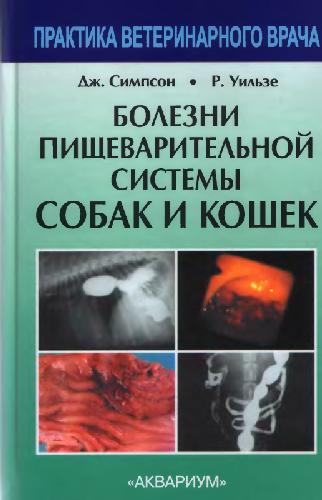 ПРАКТИКА ВЕТЕРИНАРНОГО ВРАЧА
Дж. Симпсон • Р. Уильзе
БОЛЕЗНИ
ПИЩЕВАРИТЕЛЬНОЙ
СИСТЕМЫ
СОБАК И КОШЕК
«АКВАРИУМ»